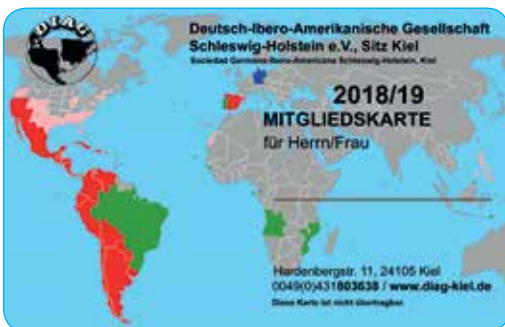 DIAG
Deutsch-Ibero-Amerikanische Gesellschaft
Schleswig-Holstein e.V., Sitz Kiel
Sociedad Germano-Ibero-Americana Schleswig-Holstein, Kiel
2018/19
MITGLIEDSKARTE
für Herrn/Frau
Hardenbergstr. 11, 24105 Kiel
0049(0)431803638 / www.diag-kiel.de
Diese Karte ist nicht übertragbar